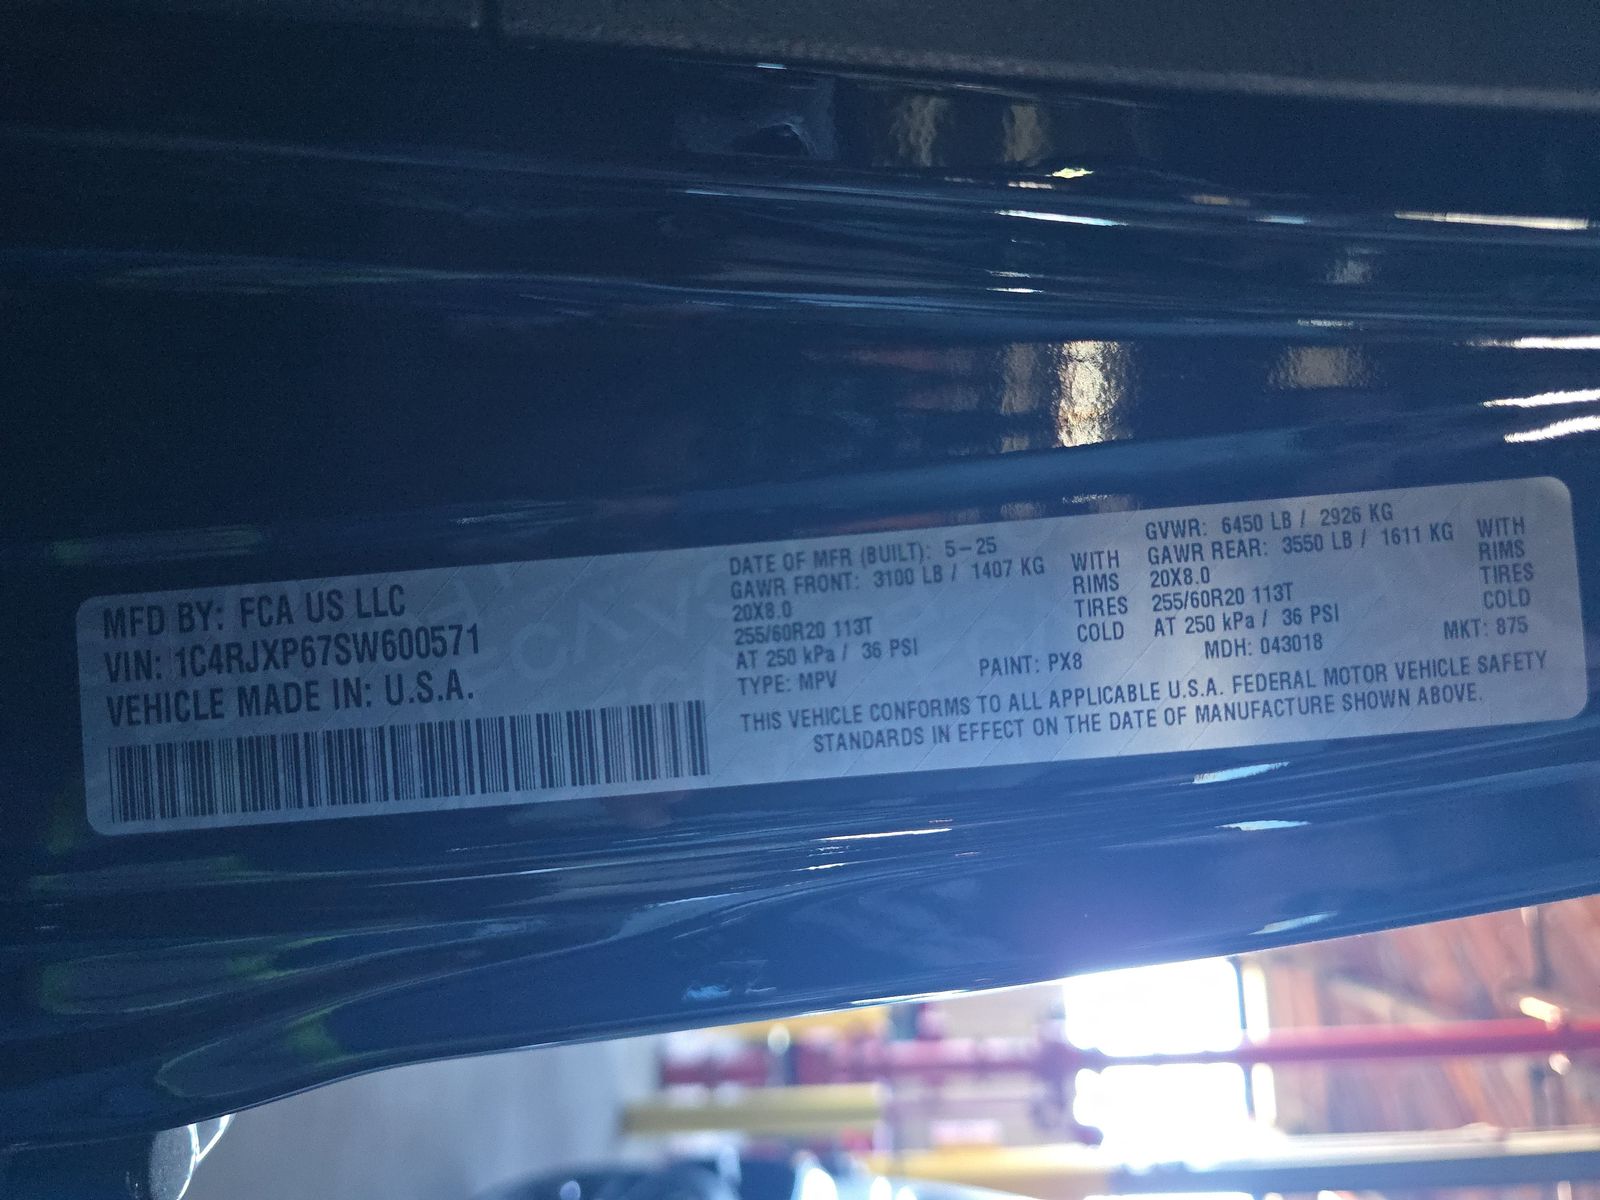 MFD BY: FCA US LLC
VIN: 1C4RJXP67SW600571
VEHICLE MADE IN: U.S.A.
DATE OF MFR (BUILT): 5-25
GAWR FRONT: 3100 LB / 1407 KG WITH
20X8.0 RIMS
255/60R20 113T TIRES
AT 250 kPa / 36 PSI COLD
GVWR: 6450 LB / 2926 KG
GAWR REAR: 3550 LB / 1611 KG WITH
20X8.0 RIMS
255/60R20 113T TIRES
AT 250 kPa / 36 PSI COLD
TYPE: MPV PAINT: PX8 MDH: 043018 MKT: 875
THIS VEHICLE CONFORMS TO ALL APPLICABLE U.S.A. FEDERAL MOTOR VEHICLE SAFETY
STANDARDS IN EFFECT ON THE DATE OF MANUFACTURE SHOWN ABOVE.